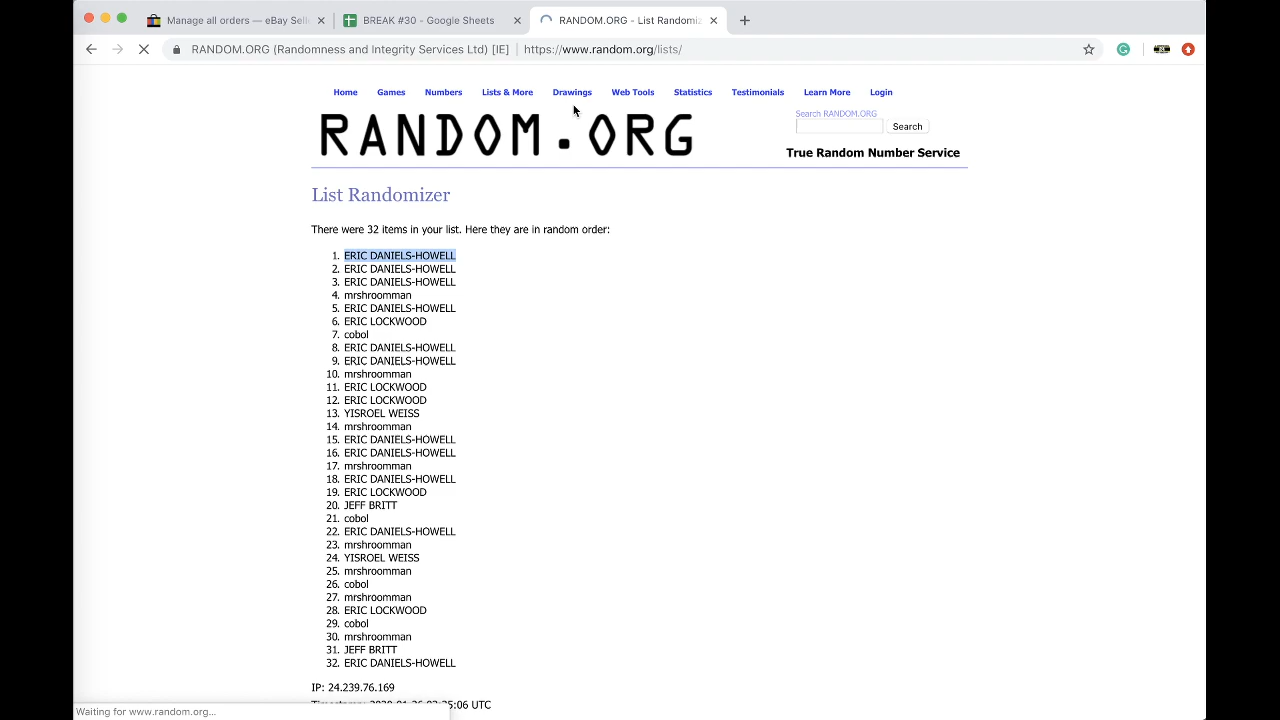 Manage all orders — eBay Sell
BREAK #30 - Google Sheets
RANDOM.ORG - List Randomiz
RANDOM.ORG (Randomness and Integrity Services Ltd) [IE] https://www.random.org/lists/
Home Games Numbers Lists & More Drawings Web Tools Statistics Testimonials Learn More Login
RANDOM.ORG
Search RANDOM.ORG
Search
True Random Number Service
List Randomizer
There were 32 items in your list. Here they are in random order:
1. ERIC DANIELS-HOWELL
2. ERIC DANIELS-HOWELL
3. ERIC DANIELS-HOWELL
4. mrshroomman
5. ERIC DANIELS-HOWELL
6. ERIC LOCKWOOD
7. cobol
8. ERIC DANIELS-HOWELL
9. ERIC DANIELS-HOWELL
10. mrshroomman
11. ERIC LOCKWOOD
12. ERIC LOCKWOOD
13. YISROEL WEISS
14. mrshroomman
15. ERIC DANIELS-HOWELL
16. ERIC DANIELS-HOWELL
17. mrshroomman
18. ERIC DANIELS-HOWELL
19. ERIC LOCKWOOD
20. JEFF BRITT
21. cobol
22. ERIC DANIELS-HOWELL
23. mrshroomman
24. YISROEL WEISS
25. mrshroomman
26. cobol
27. mrshroomman
28. ERIC LOCKWOOD
29. cobol
30. mrshroomman
31. JEFF BRITT
32. ERIC DANIELS-HOWELL
IP: 24.239.76.169
UTC
Waiting for www.random.org...